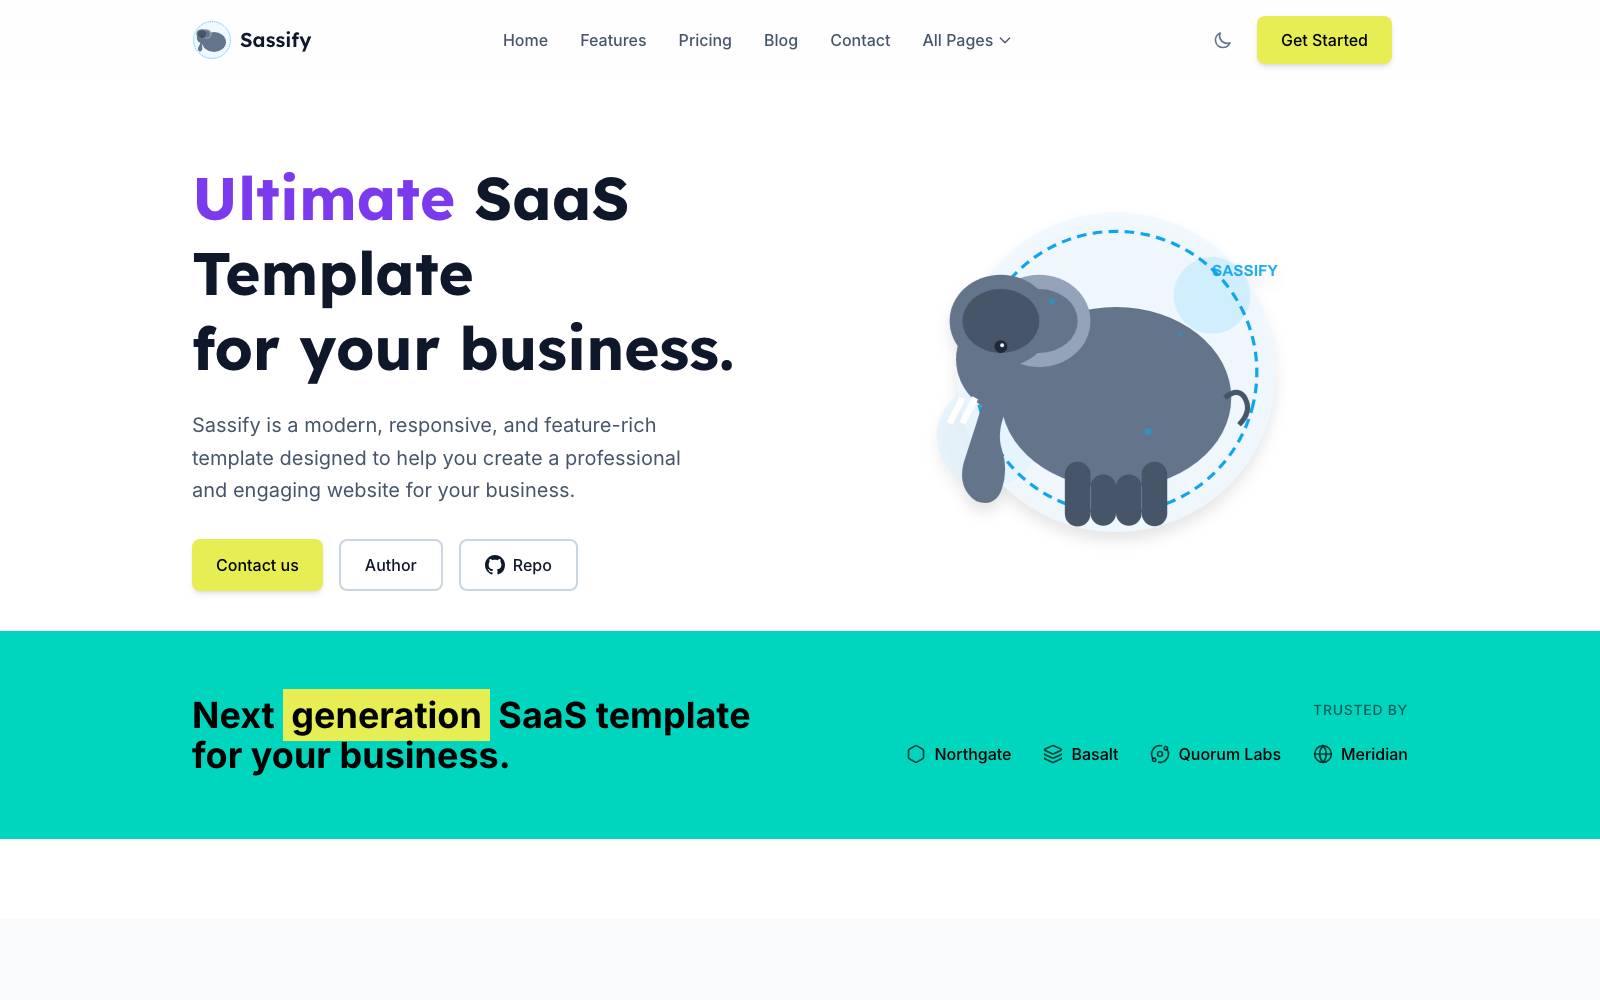 Sassify
Home
Features
Pricing
Blog
Contact
All Pages
Get Started
Ultimate SaaS
Template
for your business.
Sassify is a modern, responsive, and feature-rich
template designed to help you create a professional
and engaging website for your business.
Contact us
Author
Repo
SASSIFY
Next generation SaaS template
for your business.
TRUSTED BY
Northgate
Basalt
Quorum Labs
Meridian